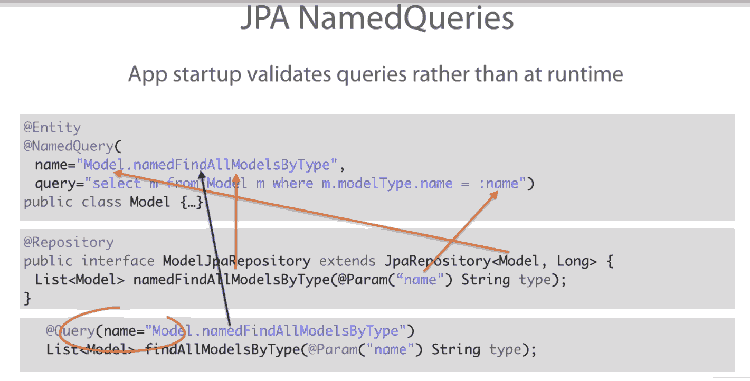 JPA NamedQueries
App startup validates queries rather than at runtime
@Entity
@NamedQuery(
name="Model.namedFindAllModelsByType",
query="select m from Model m where m.modelType.name = :name")
public class Model {…}
@Repository
public interface ModelJpaRepository extends JpaRepository<Model, Long> {
List<Model> namedFindAllModelsByType(@Param(“name") String type);
}
@Query(name="Model.namedFindAllModelsByType")
List<Model> findAllModelsByType(@Param("name") String type);